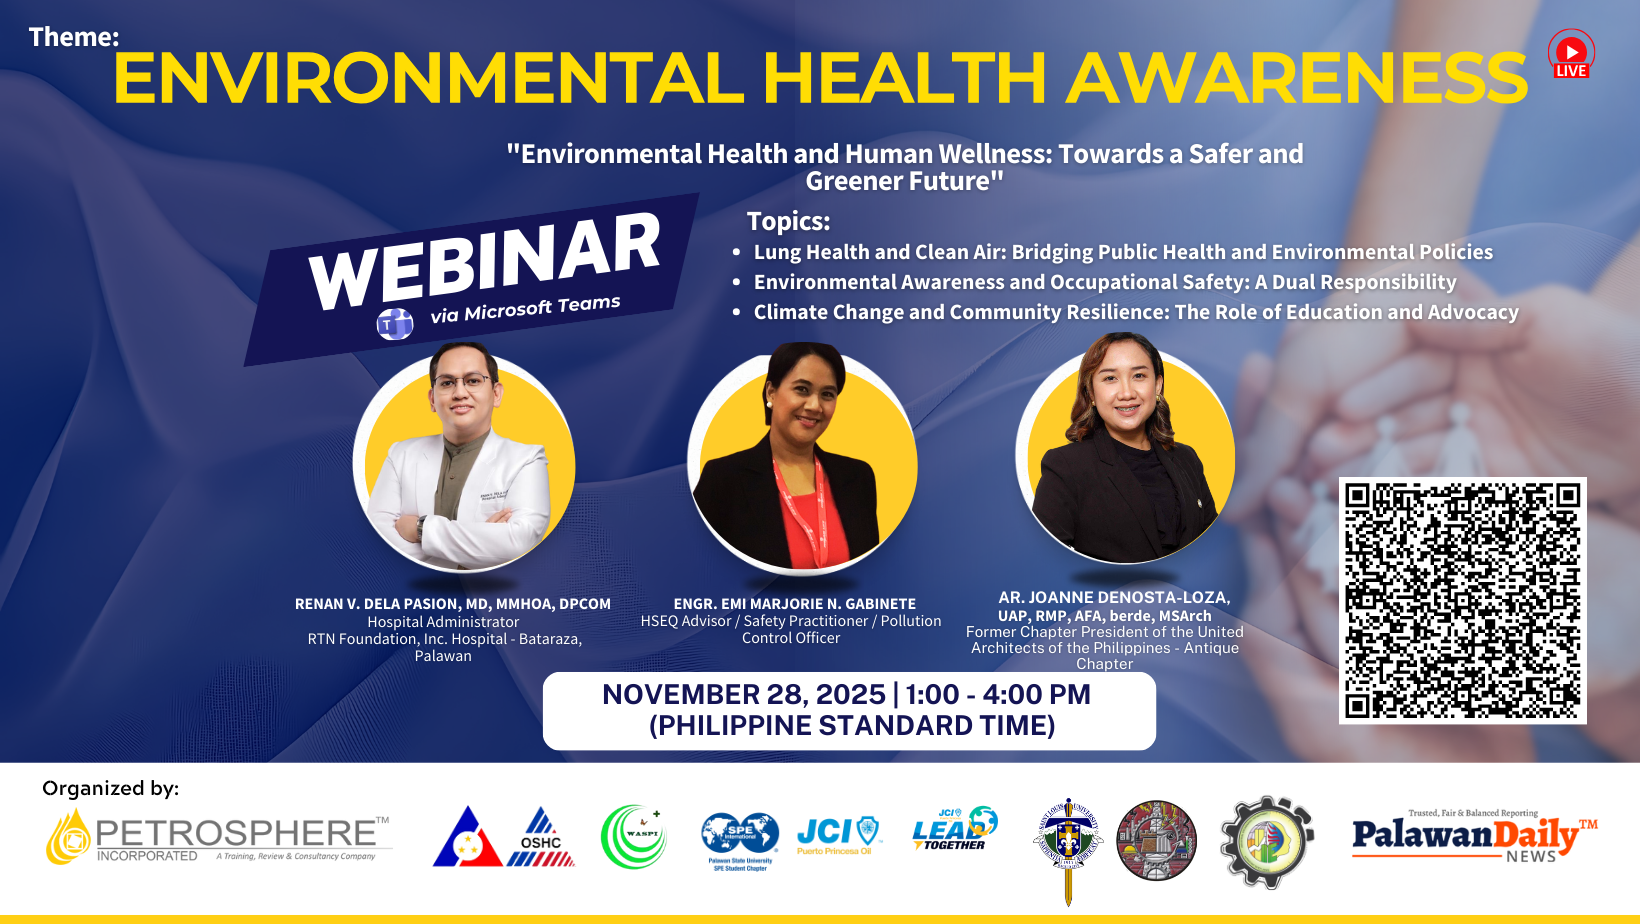 Theme:
ENVIRONMENTAL HEALTH AWARENESS
LIVE
"Environmental Health and Human Wellness: Towards a Safer and
Greener Future"
WEBINAR
via Microsoft Teams
T
Topics:
• Lung Health and Clean Air: Bridging Public Health and Environmental Policies
• Environmental Awareness and Occupational Safety: A Dual Responsibility
• Climate Change and Community Resilience: The Role of Education and Advocacy
RENAN V. DELA PASION, MD, MMHOA, DPCOM
Hospital Administrator
RTN Foundation, Inc. Hospital - Bataraza,
Palawan
ENGR. EMI MARJORIE N. GABINETE
HSEQ Advisor / Safety Practitioner / Pollution
Control Officer
AR. JOANNE DENOSTA-LOZA,
UAP, RMP, AFA, berde, MSArch
Former Chapter President of the United
Architects of the Philippines - Antique
Chapter
NOVEMBER 28, 2025 | 1:00 - 4:00 PM
(PHILIPPINE STANDARD TIME)
Organized by:
PETROSPHERE™
INCORPORATED
A Training, Review & Consultancy Company
OSHC
WASPI
SPE
International
Palawan State University
SPE Student Chapter
JCI
Puerto Princesa Oil
JCI
LEAD
TOGETHER
SAINT LOUIS UNIVERSITY
Trusted, Fair & Balanced Reporting
PalawanDaily™
NEWS